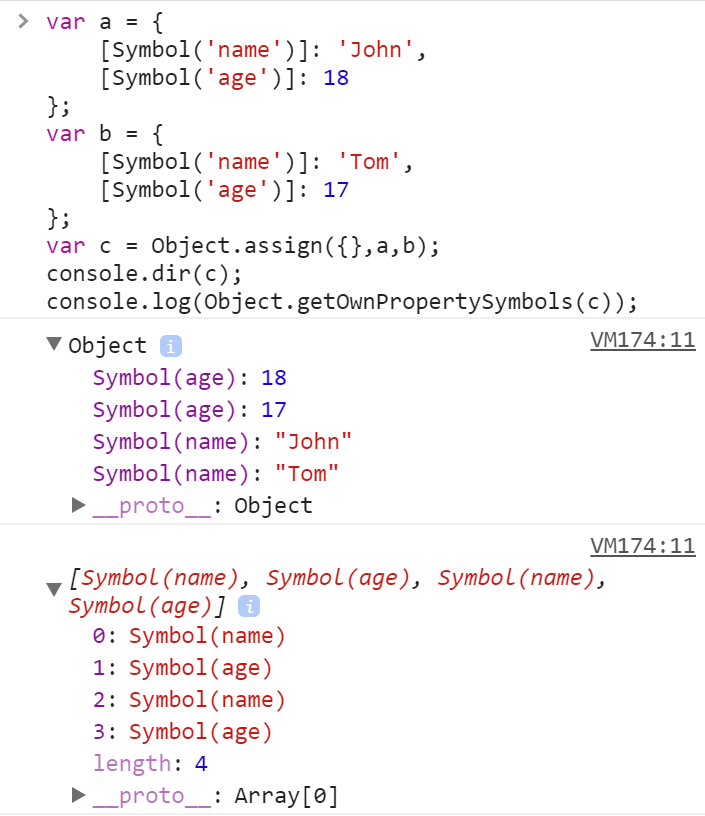 var a = {
    [Symbol('name')]: 'John',
    [Symbol('age')]: 18
};
var b = {
    [Symbol('name')]: 'Tom',
    [Symbol('age')]: 17
};
var c = Object.assign({},a,b);
console.dir(c);
console.log(Object.getOwnPropertySymbols(c));
VM174:11
Object i
Symbol(age): 18
Symbol(age): 17
Symbol(name): "John"
Symbol(name): "Tom"
__proto__: Object
VM174:11
[Symbol(name), Symbol(age), Symbol(name),
Symbol(age)] i
0: Symbol(name)
1: Symbol(age)
2: Symbol(name)
3: Symbol(age)
length: 4
__proto__: Array[0]